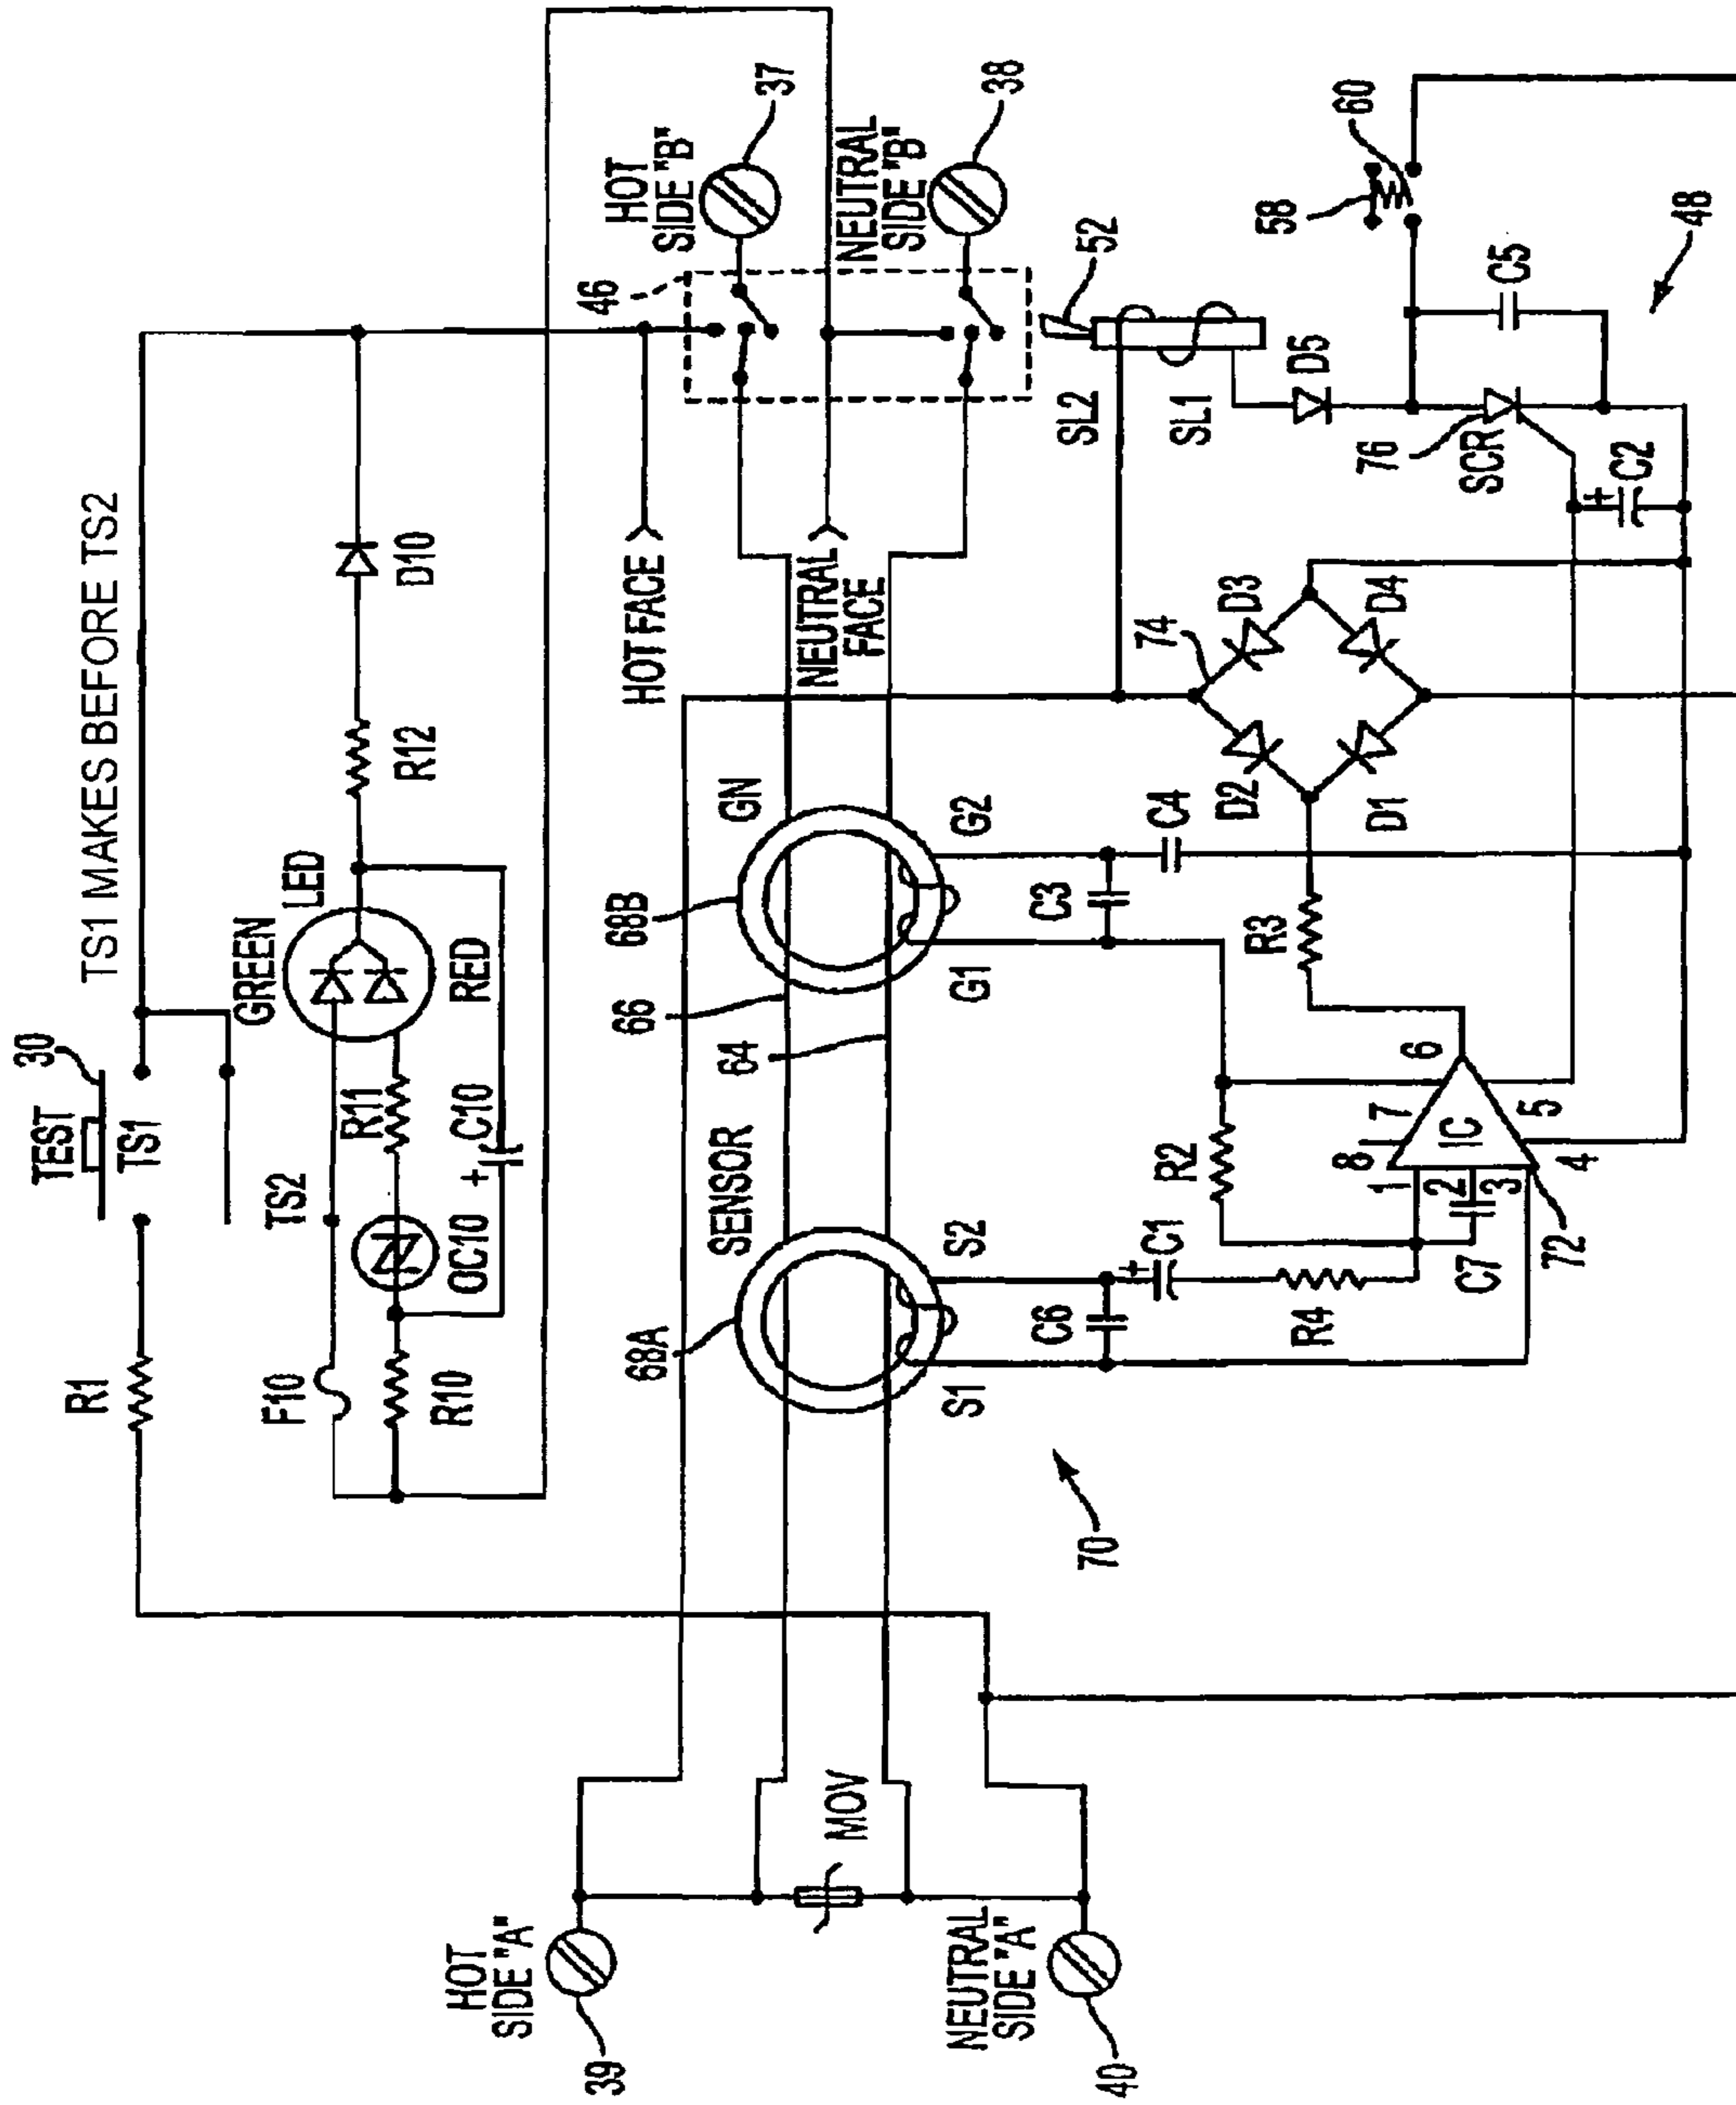 TS1 MAKES BEFORE TS2
TEST
30
TS1
R1
GREEN
LED
RED
TS2
F10
R11
OC10
C10
+
R10
R12
D10
HOT
SIDE "B"
37
46
NEUTRAL
SIDE "B"
38
HOT FACE
NEUTRAL
FACE
SENSOR
GN
68A
68B
66
64
HOT
SIDE "A"
39
MOV
NEUTRAL
SIDE "A"
40
S1
S2
G1
G2
C6
C1
+
R4
C3
C4
R2
R3
C7
IC
1
2
3
4
5
6
7
8
72
70
74
D1
D2
D3
D4
SL2
SL1
52
D5
76
SCR
C2
+
C5
58
60
48